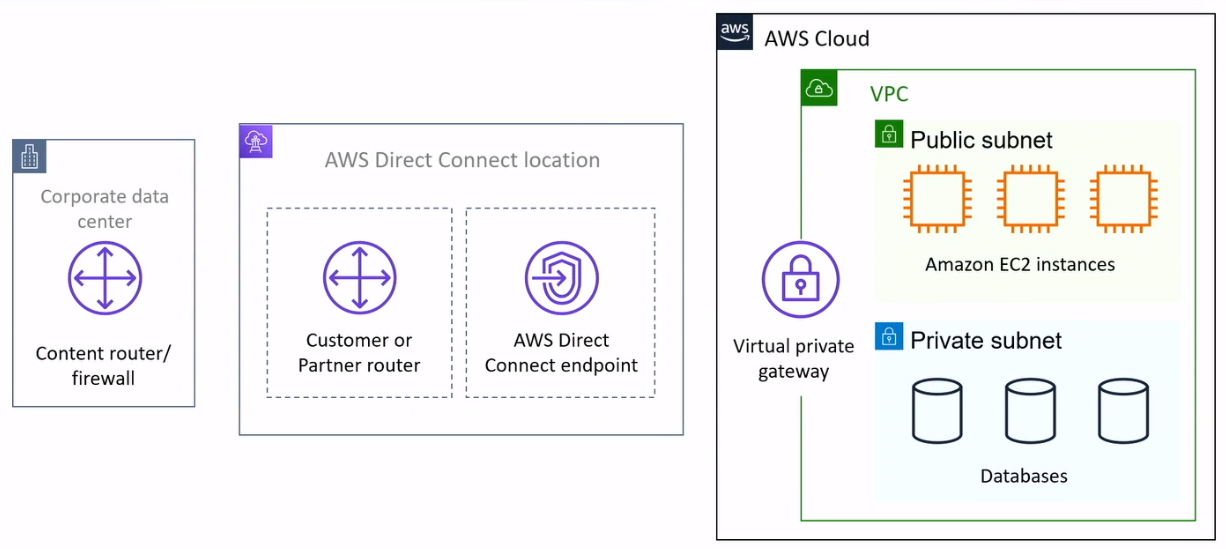 aws
AWS Cloud
VPC
Public subnet
Amazon EC2 instances
Private subnet
Databases
Virtual private
gateway
AWS Direct Connect location
Customer or
Partner router
AWS Direct
Connect endpoint
Corporate data
center
Content router/
firewall